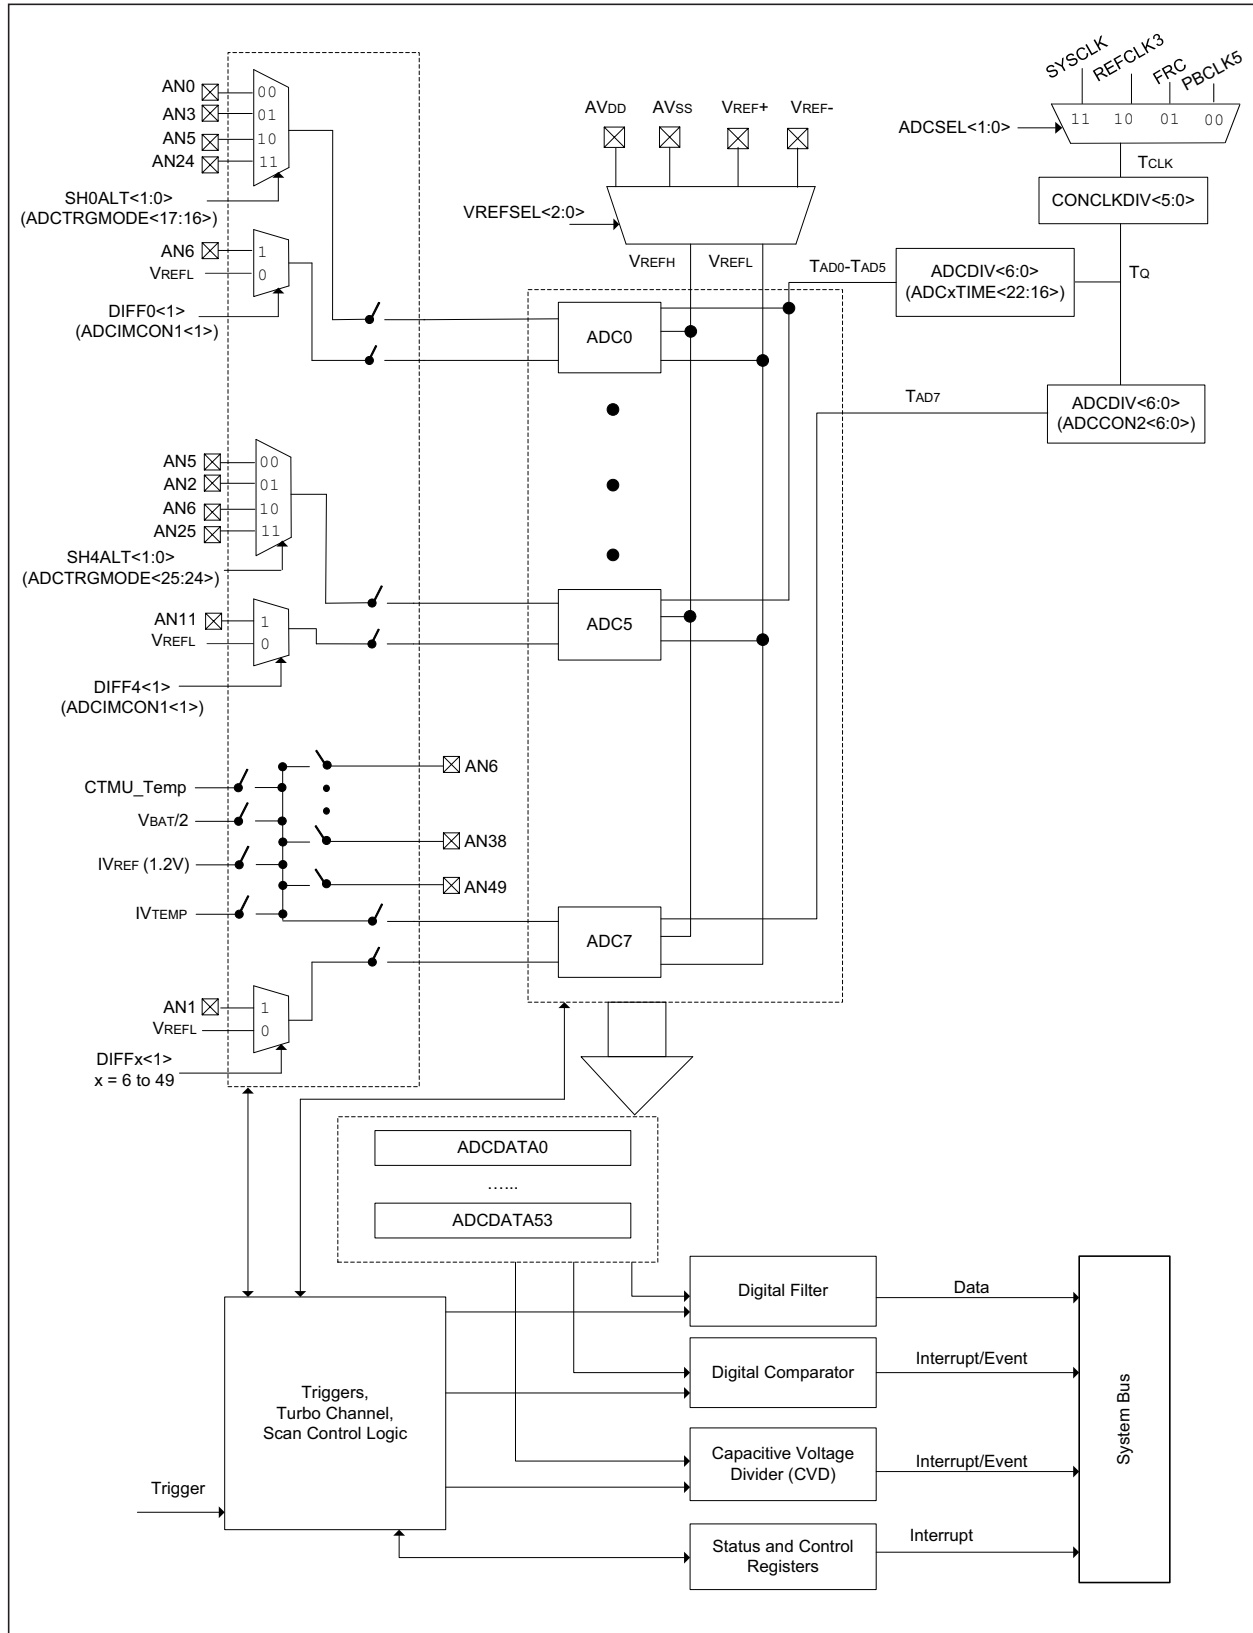 SYSCLK
REFCLK3
FRC
PBCLK5
11 10 01 00
ADCSEL<1:0>
TCLK
CONCLKDIV<5:0>
TQ
AVDD AVSS VREF+ VREF-
VREFSEL<2:0>
VREFH VREFL
TAD0-TAD5
ADCDIV<6:0>
(ADCxTIME<22:16>)
TAD7
ADCDIV<6:0>
(ADCCON2<6:0>)
AN0 00
AN3 01
AN5 10
AN24 11
SH0ALT<1:0>
(ADCTRGMODE<17:16>)
AN6 1
VREFL 0
DIFF0<1>
(ADCIMCON1<1>)
ADC0
AN5 00
AN2 01
AN6 10
AN25 11
SH4ALT<1:0>
(ADCTRGMODE<25:24>)
AN11 1
VREFL 0
DIFF4<1>
(ADCIMCON1<1>)
ADC5
CTMU_Temp
VBAT/2
IVREF (1.2V)
IVTEMP
AN6
AN38
AN49
ADC7
AN1 1
VREFL 0
DIFFx<1>
x = 6 to 49
ADCDATA0
…...
ADCDATA53
Triggers,
Turbo Channel,
Scan Control Logic
Trigger
Digital Filter
Data
Digital Comparator
Interrupt/Event
Capacitive Voltage
Divider (CVD)
Interrupt/Event
Status and Control
Registers
Interrupt
System Bus